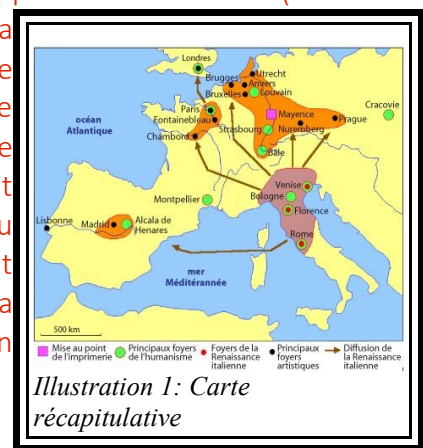 (
a
e
e
e
t
u
t
a
n
Londres
Utrecht
Brugges
Anvers
Bruxelles
Louvain
Paris
Mayence
Cracovie
Fontainebleau
Strasbourg
Nuremberg
Prague
océan
Atlantique
Chambord
Bâle
Venise
Montpellier
Bologne
Florence
Lisbonne
Madrid
Alcala de
Henares
Rome
mer
Méditérannée
500 km
Mise au point
de l'imprimerie
Principaux foyers
de l'humanisme
Foyers de la
Renaissance
italienne
Principaux
foyers
artistiques
Diffusion de
la Renaissance
italienne
Illustration 1: Carte
récapitulative